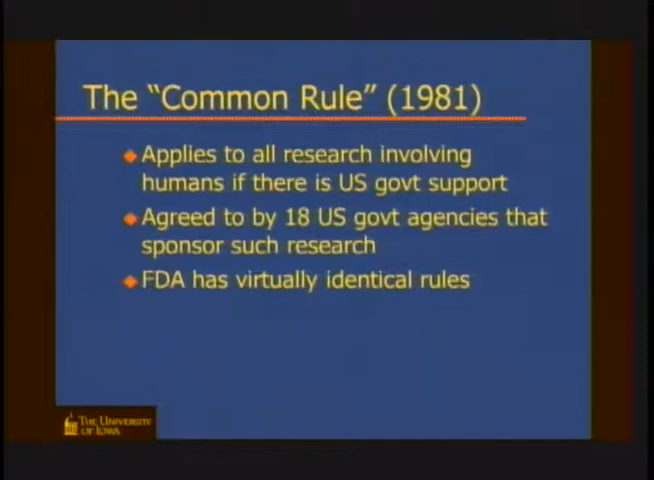 The “Common Rule” (1981)
Applies to all research involving
humans if there is US govt support
Agreed to by 18 US govt agencies that
sponsor such research
FDA has virtually identical rules
THE UNIVERSITY
OF IOWA